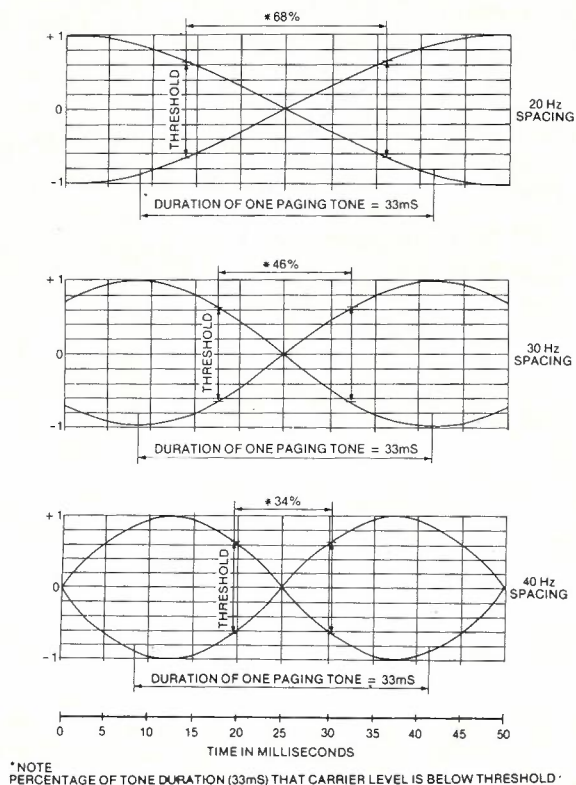 *68%
+1
0
-1
THRESHOLD
20 Hz
SPACING
DURATION OF ONE PAGING TONE = 33mS
*46%
+1
0
-1
THRESHOLD
30 Hz
SPACING
DURATION OF ONE PAGING TONE = 33mS
*34%
+1
0
-1
THRESHOLD
40 Hz
SPACING
DURATION OF ONE PAGING TONE = 33mS
0 5 10 15 20 25 30 35 40 45 50
TIME IN MILLISECONDS
*NOTE
PERCENTAGE OF TONE DURATION (33mS) THAT CARRIER LEVEL IS BELOW THRESHOLD